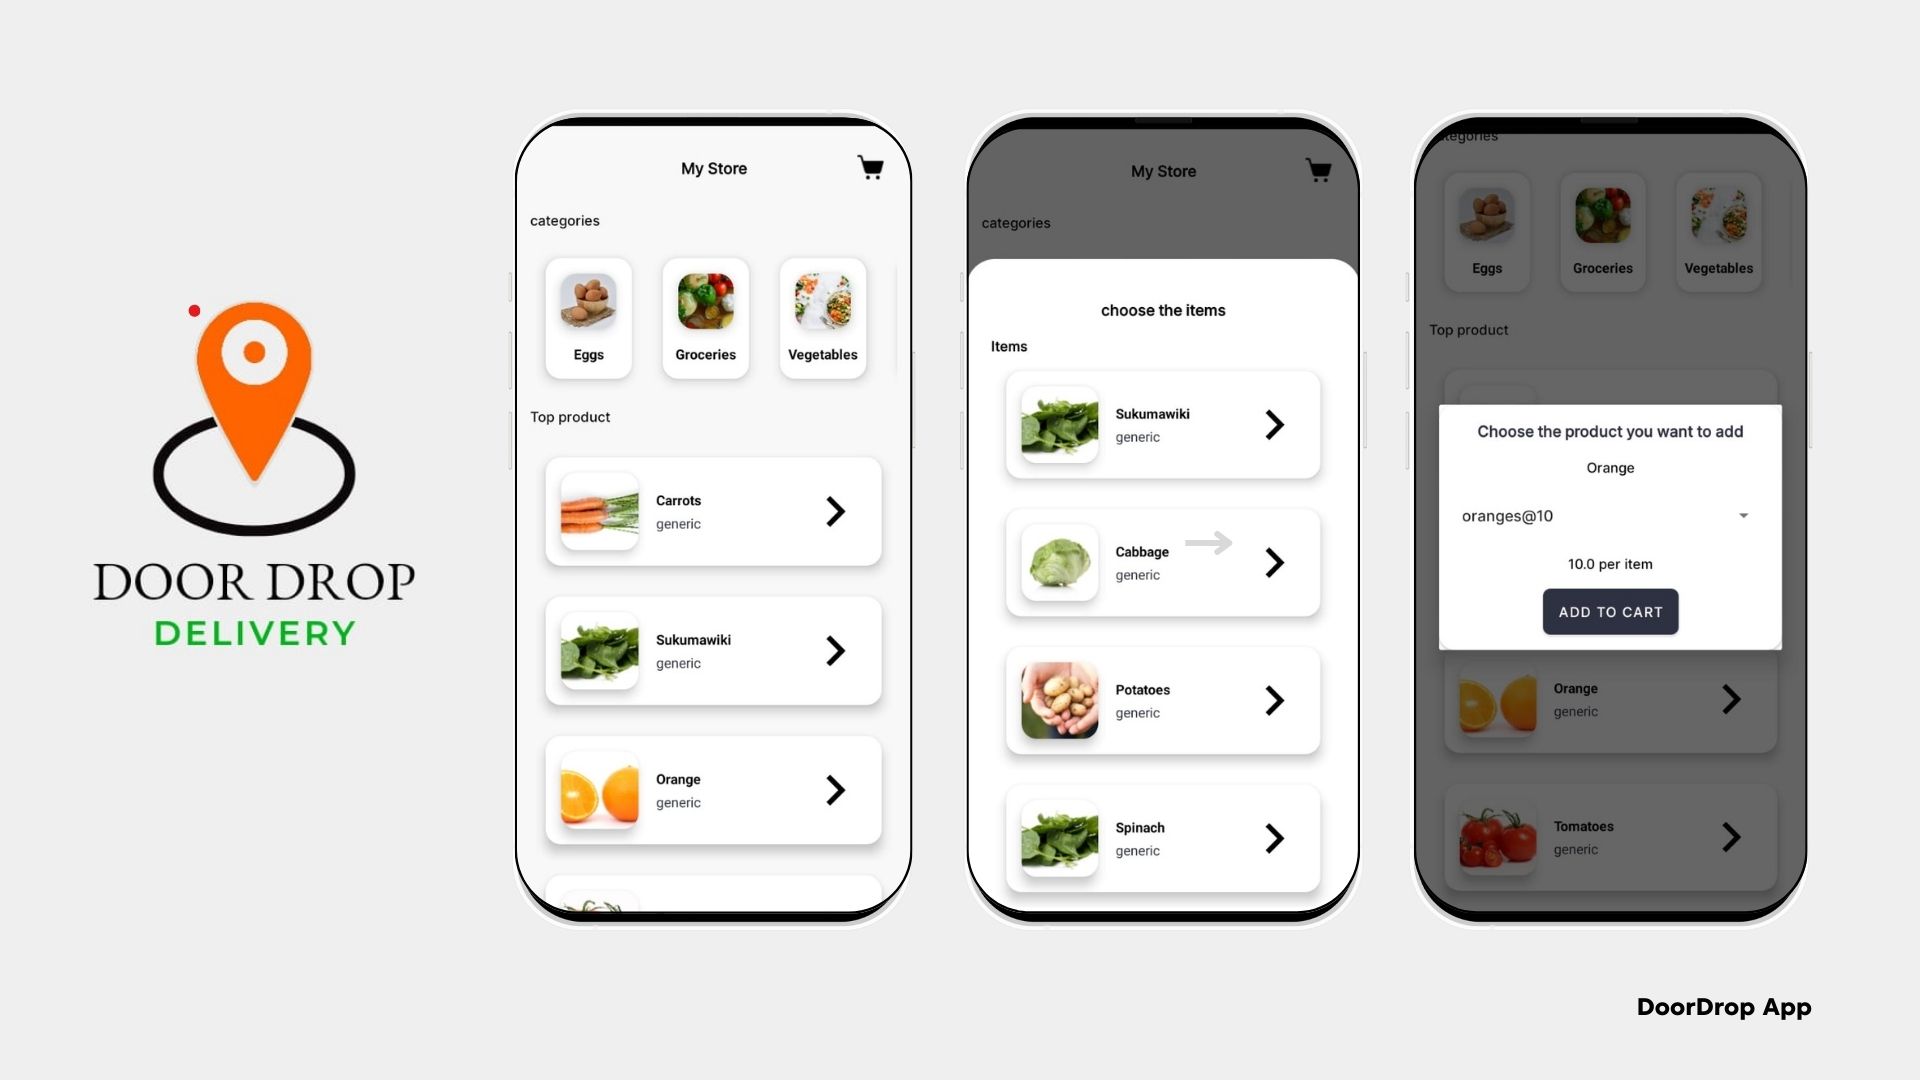 DOOR DROP
DELIVERY
My Store
categories
Eggs
Groceries
Vegetables
Top product
Carrots
generic
Sukumawiki
generic
Orange
generic
My Store
categories
choose the items
Items
Sukumawiki
generic
Cabbage
generic
Potatoes
generic
Spinach
generic
categories
Eggs
Groceries
Vegetables
Top product
Choose the product you want to add
Orange
oranges@10
10.0 per item
ADD TO CART
Orange
generic
Tomatoes
generic
DoorDrop App